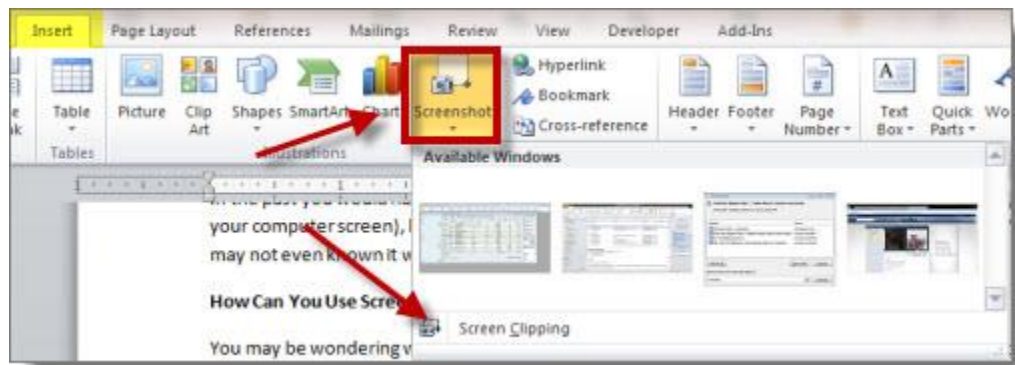 Insert Page Layout References Mailings Review View Developer Add-Ins
Table Picture Clip Art Shapes SmartArt Chart Screenshot Hyperlink Bookmark Cross-reference Header Footer Page Number Text Box Quick Parts
Tables Illustrations
Available Windows
your computer screen),
may not even known it
How Can You Use
You may be wondering
Screen Clipping